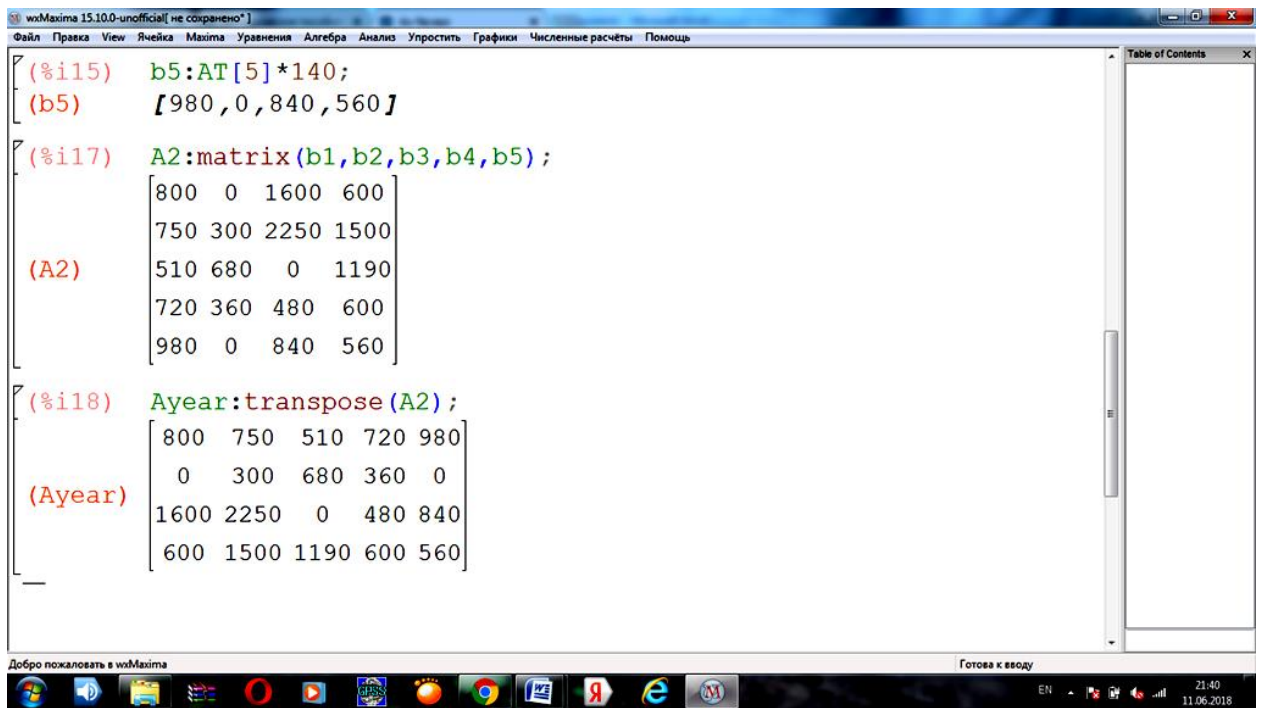 wxMaxima 15.10.0-unofficial[ не сохранено* ]
Файл Правка View Ячейка Maxima Уравнения Алгебра Анализ Упростить Графики Численные расчёты Помощь
Table of Contents
(%i15) b5:AT[5]*140;
(b5) [980,0,840,560]
(%i17) A2:matrix(b1,b2,b3,b4,b5);
800 0 1600 600
750 300 2250 1500
(A2) 510 680 0 1190
720 360 480 600
980 0 840 560
(%i18) Ayear:transpose(A2);
800 750 510 720 980
0 300 680 360 0
(Ayear)
1600 2250 0 480 840
600 1500 1190 600 560
Добро пожаловать в wxMaxima
Готова к вводу
GPSS
EN
21:40
11.06.2018